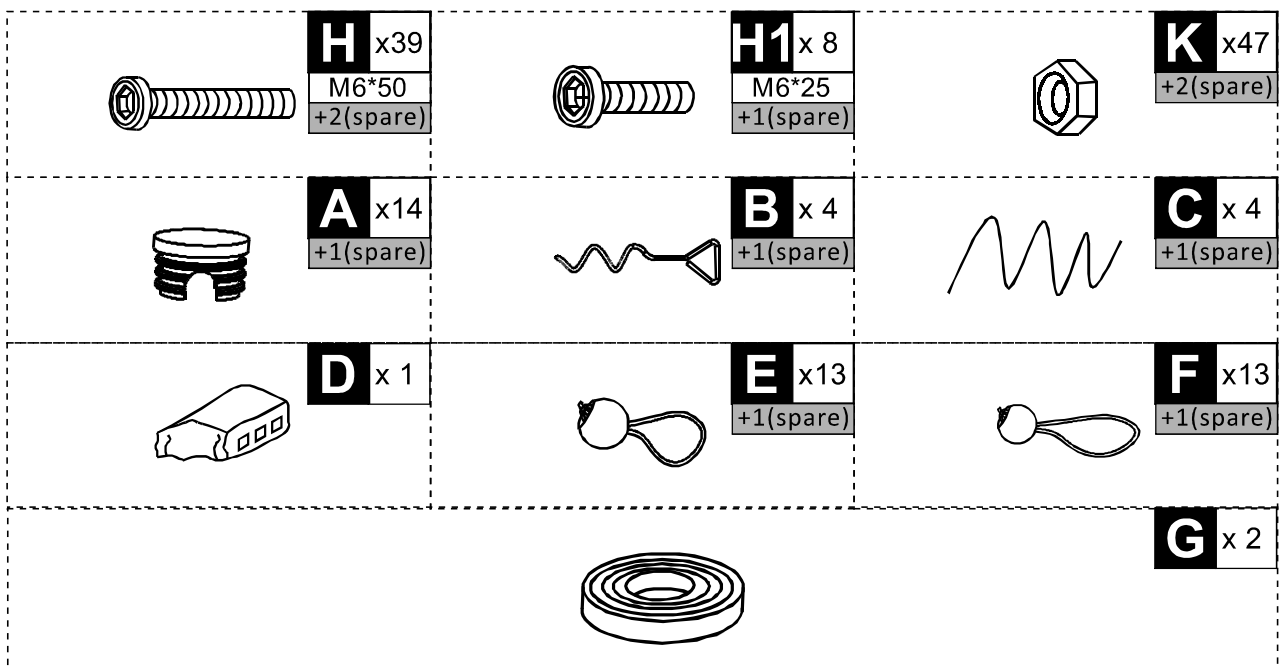 H x39
M6*50
+2(spare)
H1 x 8
M6*25
+1(spare)
K x47
+2(spare)
A x14
+1(spare)
B x 4
+1(spare)
C x 4
+1(spare)
D x 1
E x13
+1(spare)
F x13
+1(spare)
G x 2